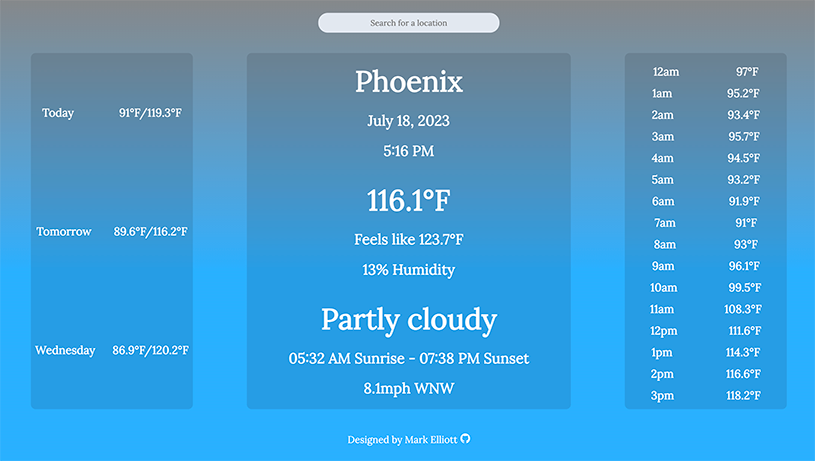 Search for a location
Today 91°F/119.3°F
Tomorrow 89.6°F/116.2°F
Wednesday 86.9°F/120.2°F
Phoenix
July 18, 2023
5:16 PM
116.1°F
Feels like 123.7°F
13% Humidity
Partly cloudy
05:32 AM Sunrise - 07:38 PM Sunset
8.1mph WNW
12am 97°F
1am 95.2°F
2am 93.4°F
3am 95.7°F
4am 94.5°F
5am 93.2°F
6am 91.9°F
7am 91°F
8am 93°F
9am 96.1°F
10am 99.5°F
11am 108.3°F
12pm 111.6°F
1pm 114.3°F
2pm 116.6°F
3pm 118.2°F
Designed by Mark Elliott